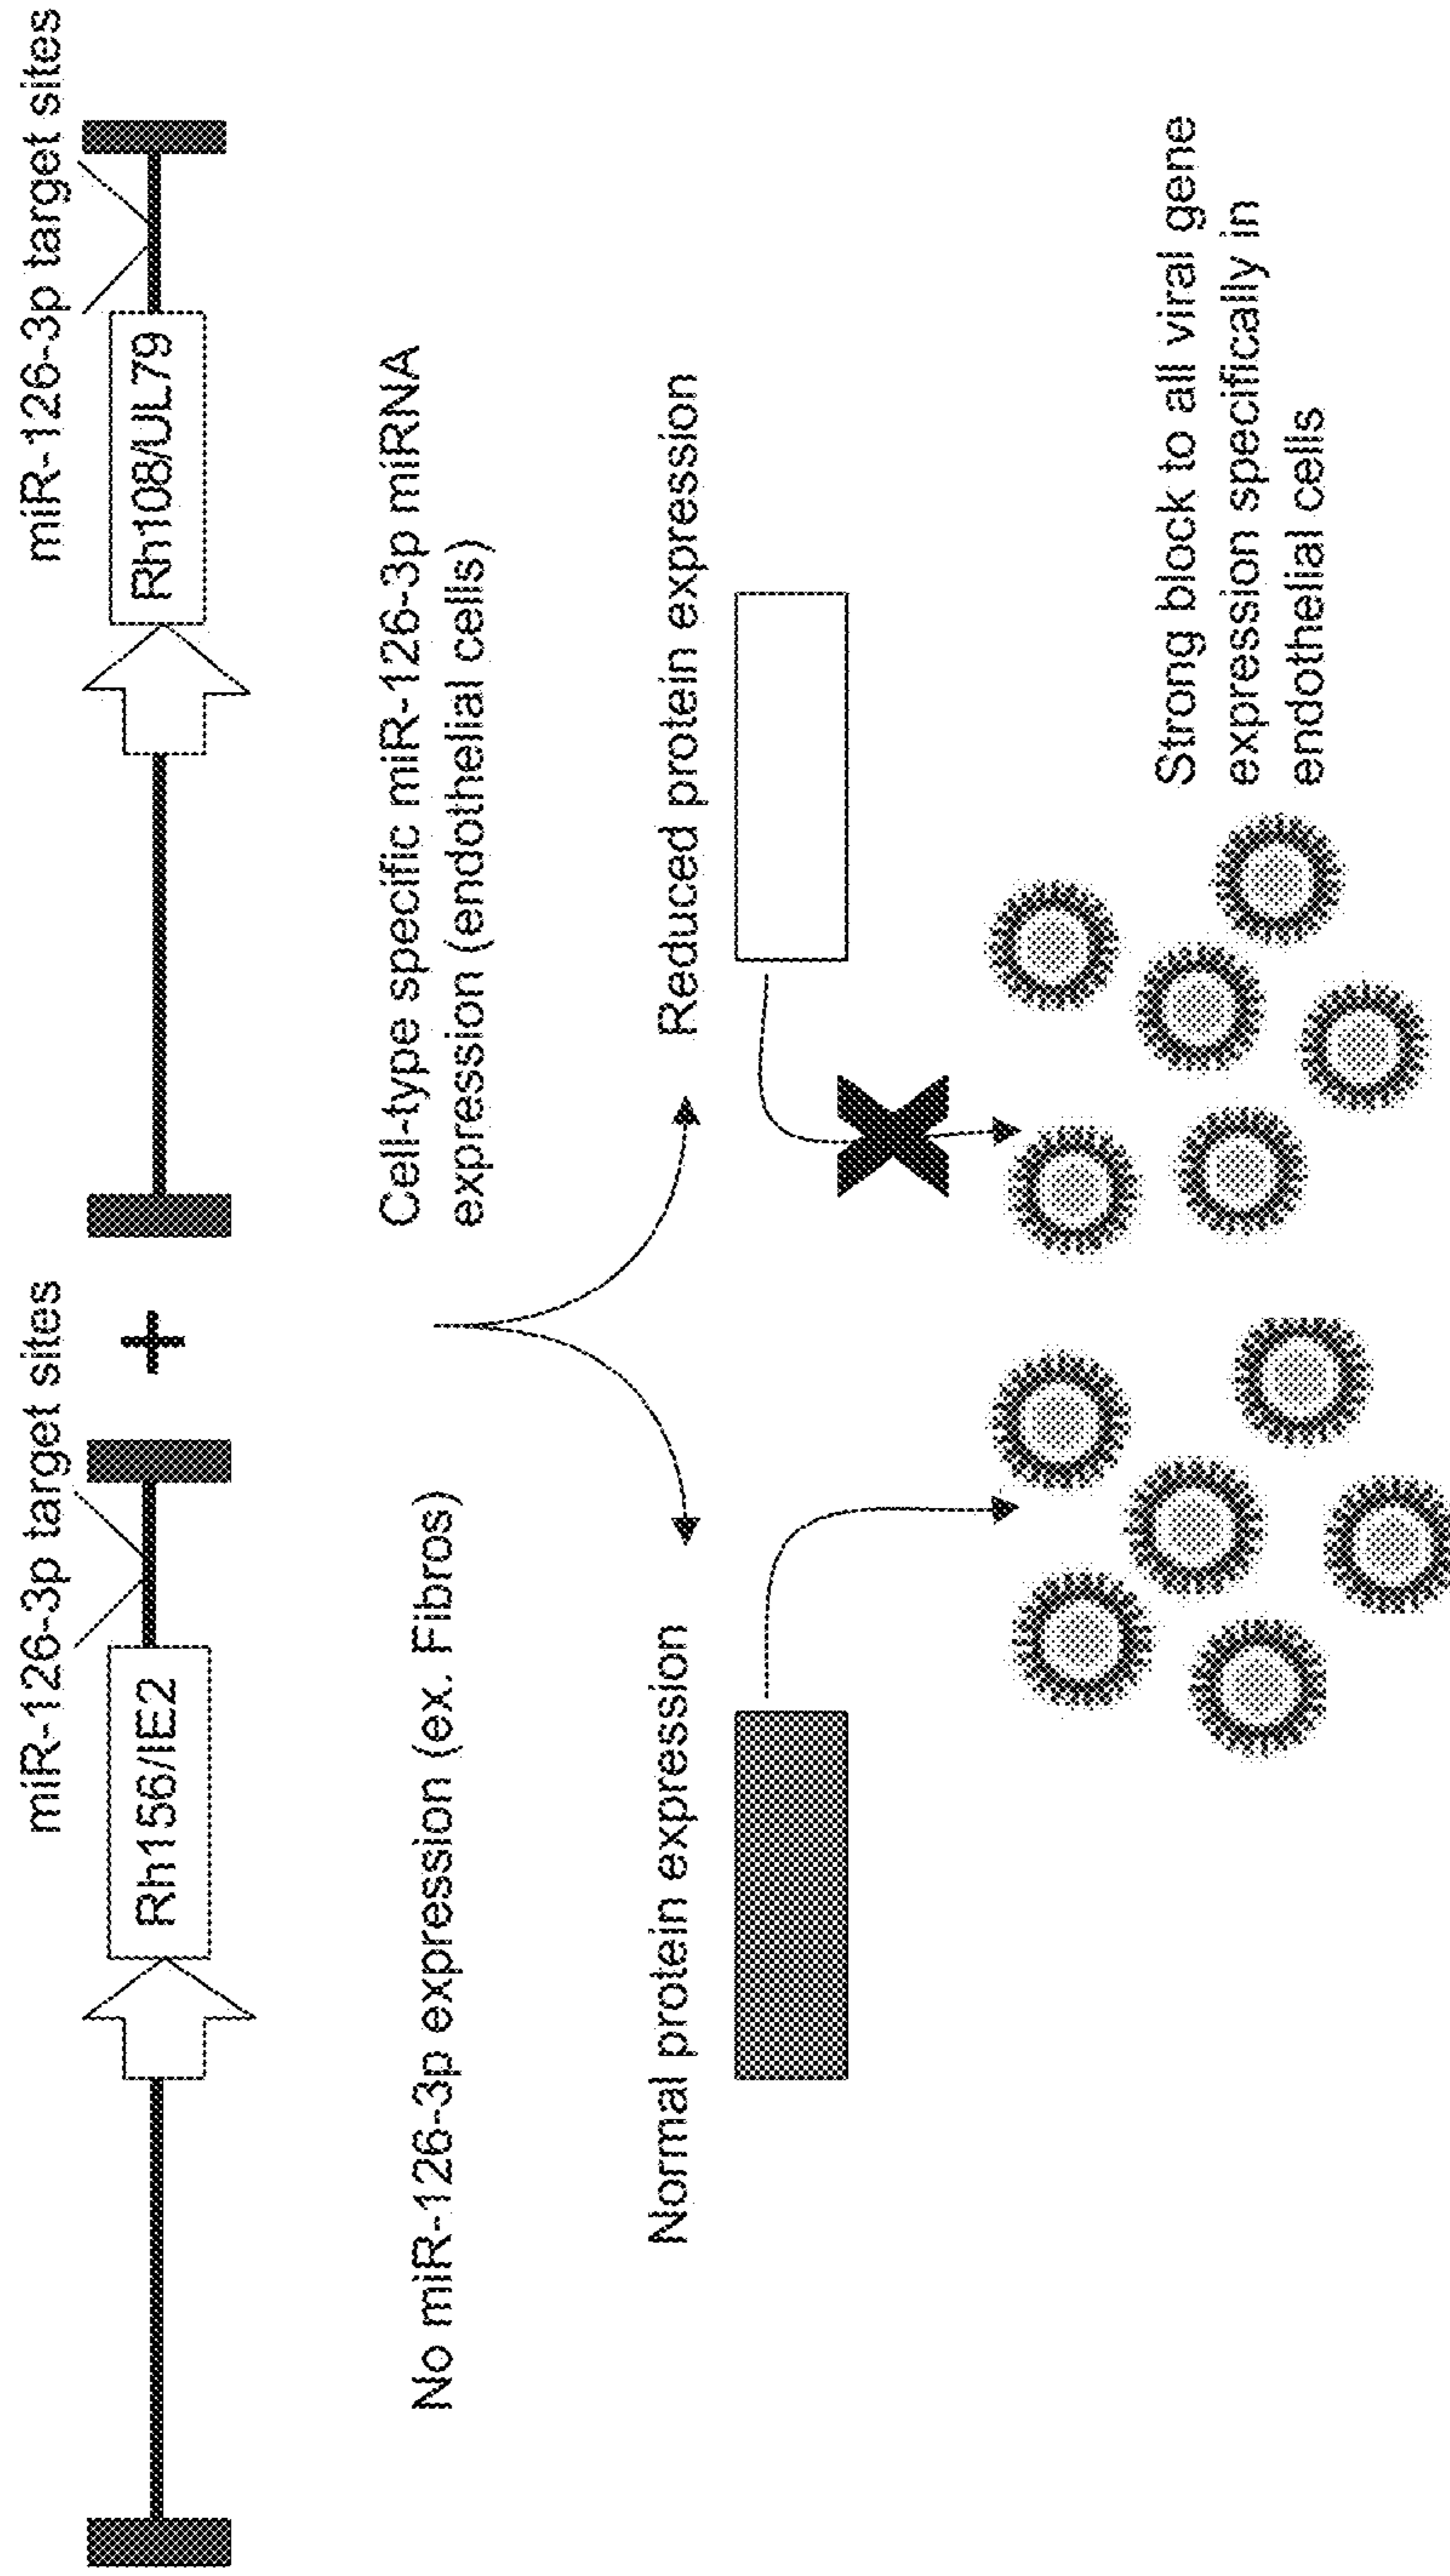 miR-126-3p target sites
miR-126-3p target sites
Rh156/IE2
+
Rh108/UL79
No miR-126-3p expression (ex. Fibros)
Cell-type specific miR-126-3p miRNA
expression (endothelial cells)
Normal protein expression
Reduced protein expression
Strong block to all viral gene
expression specifically in
endothelial cells